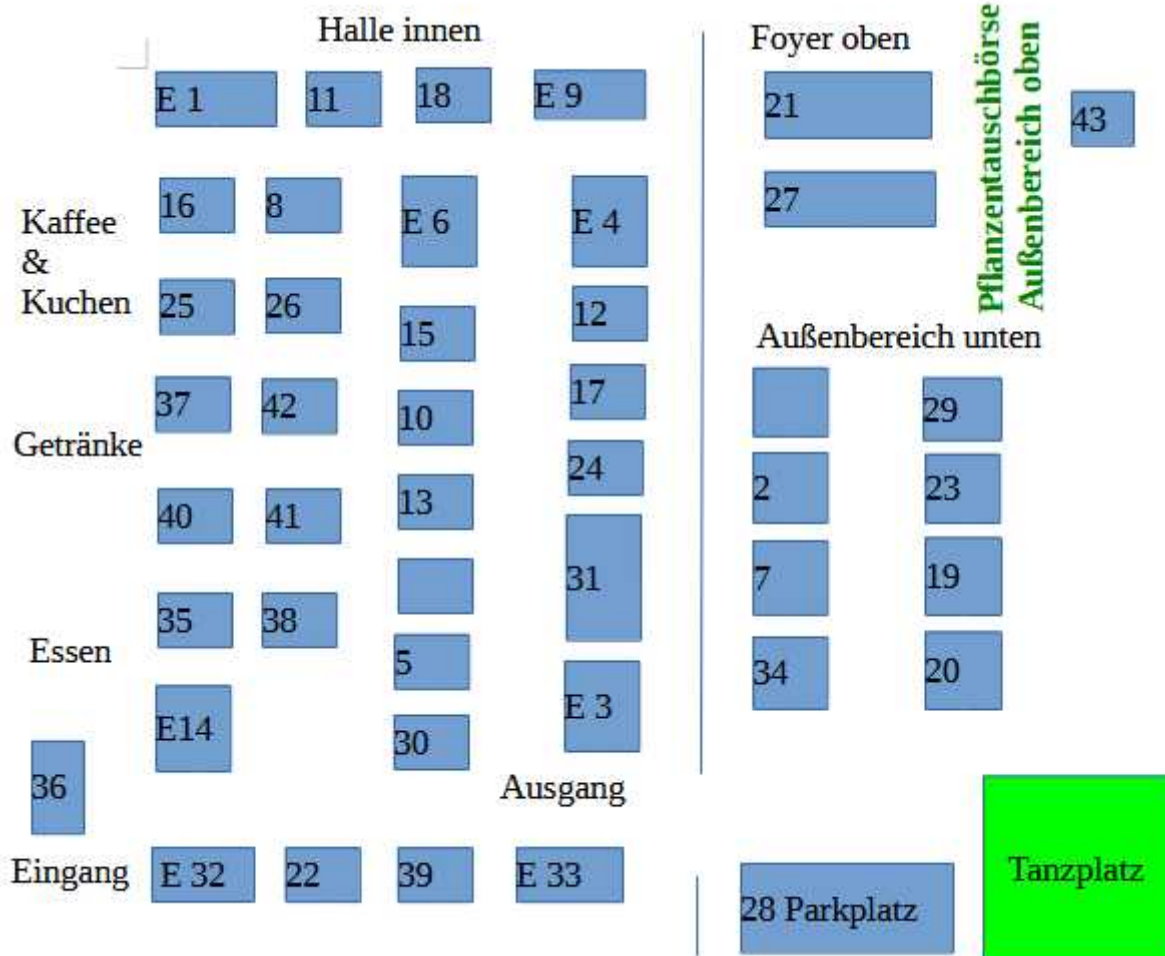 Halle innen
E 1 11 18 E 9
16 8 E 6 E 4
Kaffee
&
Kuchen
25 26 15 12
37 42 10 17
Getränke
24
40 41 13
31
35 38
Essen
5
E14 30 E 3
36
Ausgang
Eingang
E 32 22 39 E 33
Foyer oben
21
27
Pflanzentauschbörse
Außenbereich oben
43
Außenbereich unten
29
2 23
7 19
34 20
28 Parkplatz
Tanzplatz